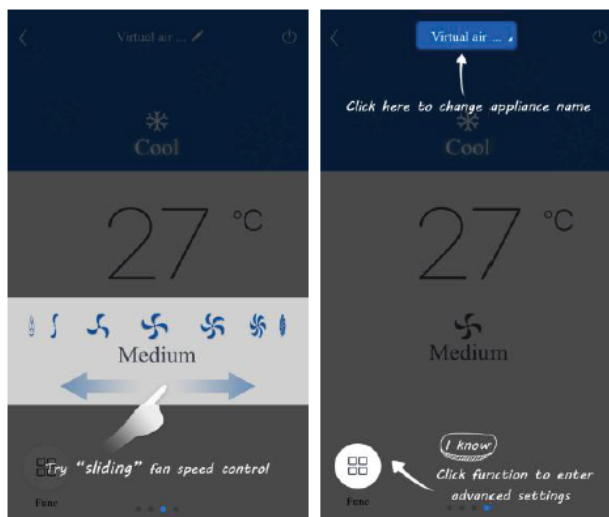 Virtual air ...
Cool
27 °C
Medium
Try “sliding” fan speed control
Func
Virtual air ...
Click here to change appliance name
Cool
27 °C
Medium
I know
Click function to enter
advanced settings
Func